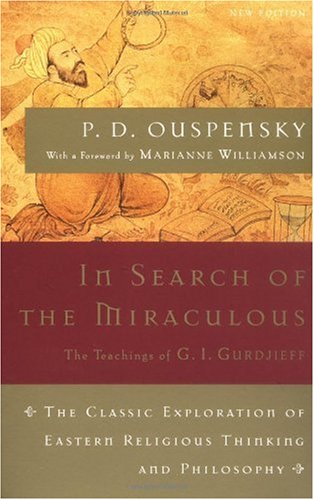 NEW EDITION
P. D. OUSPENSKY
With a Foreword by MARIANNE WILLIAMSON
IN SEARCH OF
THE MIRACULOUS
The Teachings of G. I. GURDJIEFF
THE CLASSIC EXPLORATION OF
EASTERN RELIGIOUS THINKING
AND PHILOSOPHY